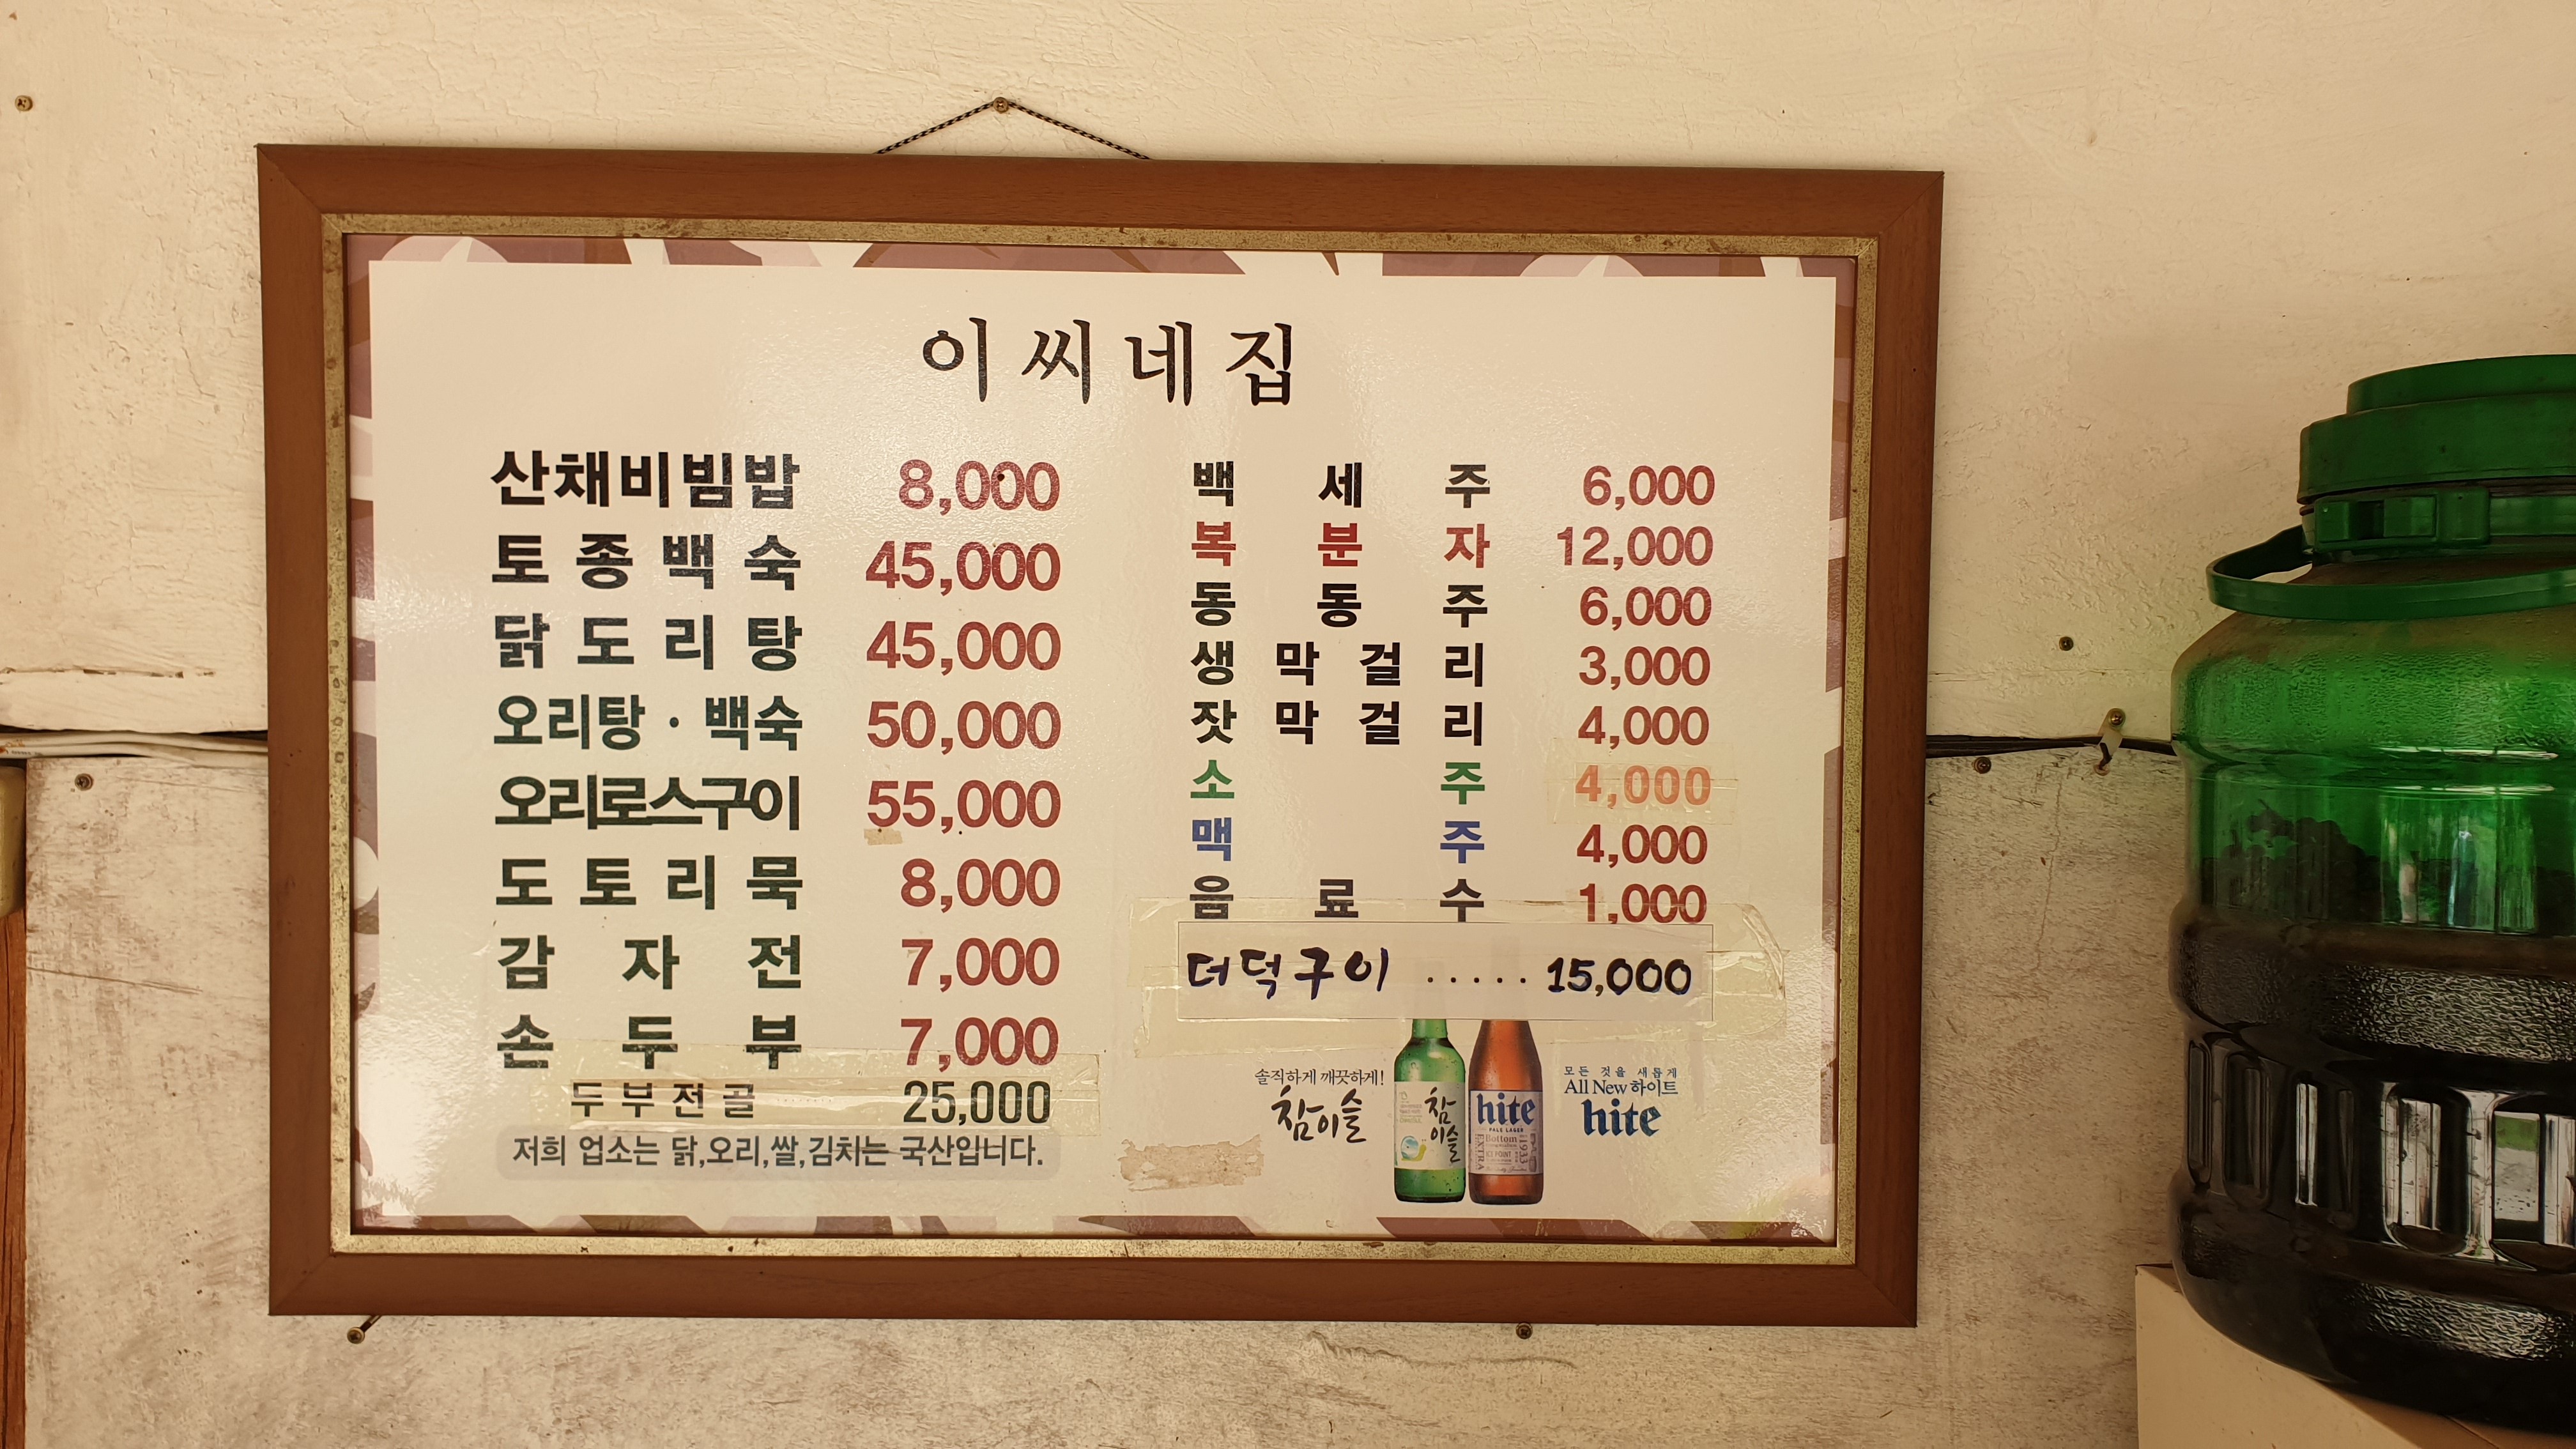 이씨네집
산채비빔밥 8,000
토종백숙 45,000
닭도리탕 45,000
오리탕·백숙 50,000
오리로스구이 55,000
도토리묵 8,000
감자전 7,000
손두부 7,000
두부전골 ········ 25,000
저희 업소는 닭,오리,쌀,김치는 국산입니다.
백세주 6,000
복분자 12,000
동동주 6,000
생막걸리 3,000
잣막걸리 4,000
소주 4,000
맥주 4,000
음료수 1,000
더덕구이 ..... 15,000
솔직하게 깨끗하게!
참이슬
참
이슬
hite
PALE LAGER
Bottom
EXTRA
ICE POINT
1933
모든 것을 새롭게
All New 하이트
hite